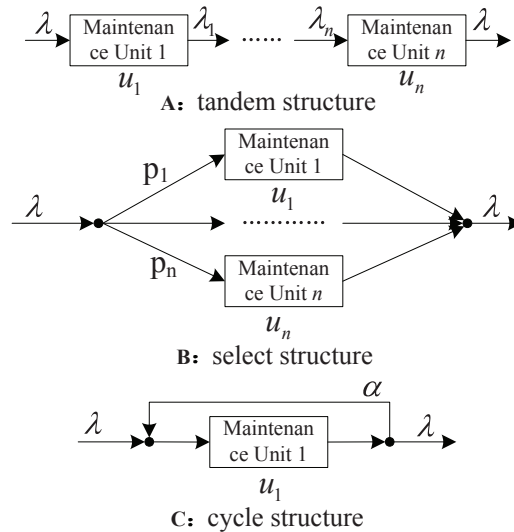 λ Maintenan λ₁ …… λₙ Maintenan λ
ce Unit 1 ce Unit n
u₁ uₙ
A: tandem structure
Maintenan
ce Unit 1
p₁
u₁
λ ………… λ
pₙ Maintenan
ce Unit n
uₙ
B: select structure
α
λ Maintenan λ
ce Unit 1
u₁
C: cycle structure